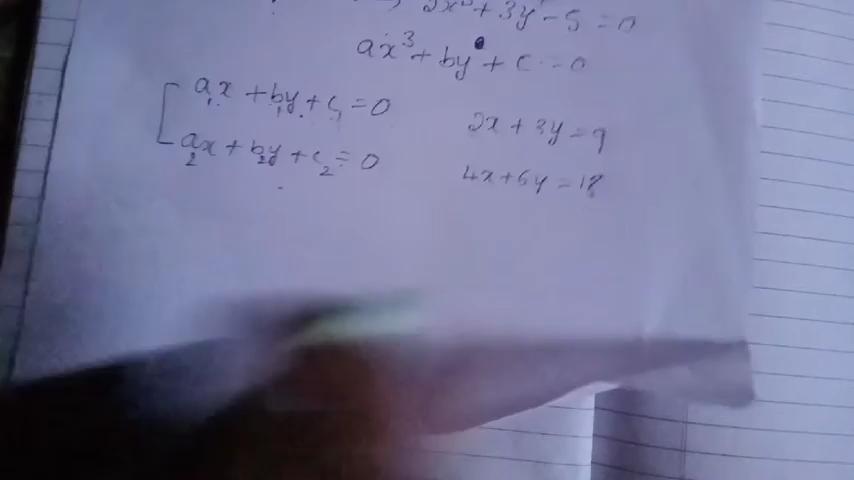 2x³ + 3y - 5 = 0
ax³ + by + c = 0
a₁x + b₁y + c₁ = 0
a₂x + b₂y + c₂ = 0
2x + 3y = 9
4x + 6y = 18